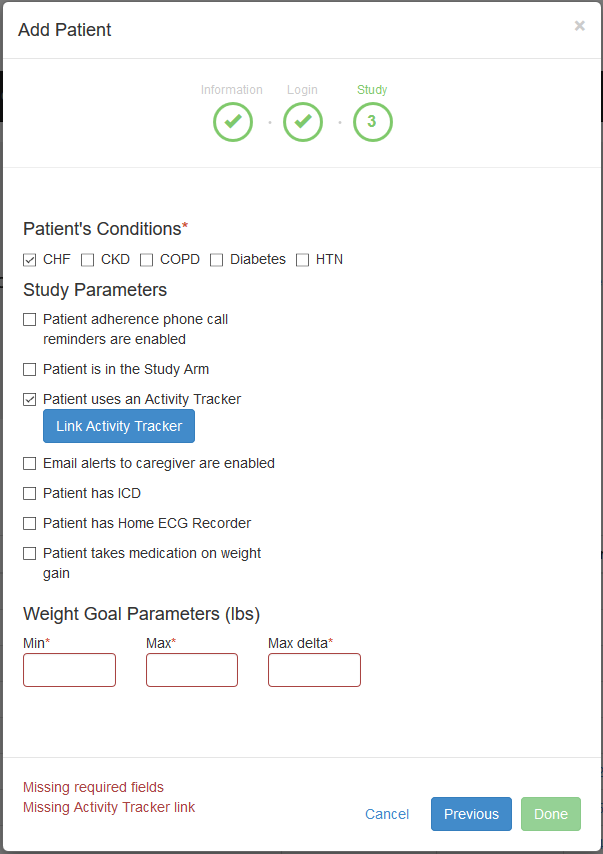 Add Patient
×
Information Login Study
3
Patient's Conditions*
CHF CKD COPD Diabetes HTN
Study Parameters
Patient adherence phone call
reminders are enabled
Patient is in the Study Arm
Patient uses an Activity Tracker
Link Activity Tracker
Email alerts to caregiver are enabled
Patient has ICD
Patient has Home ECG Recorder
Patient takes medication on weight
gain
Weight Goal Parameters (lbs)
Min* Max* Max delta*
Missing required fields
Missing Activity Tracker link
Cancel Previous Done